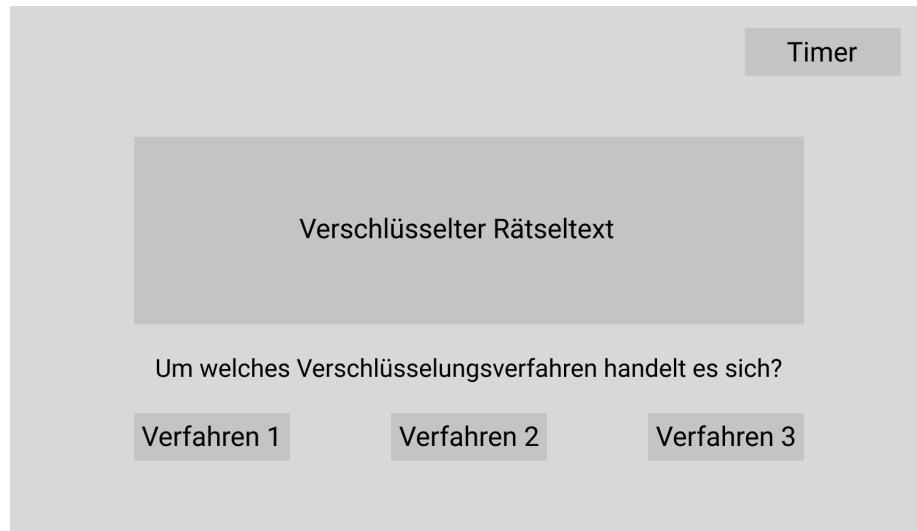 Timer
Verschlüsselter Rätseltext
Um welches Verschlüsselungsverfahren handelt es sich?
Verfahren 1
Verfahren 2
Verfahren 3